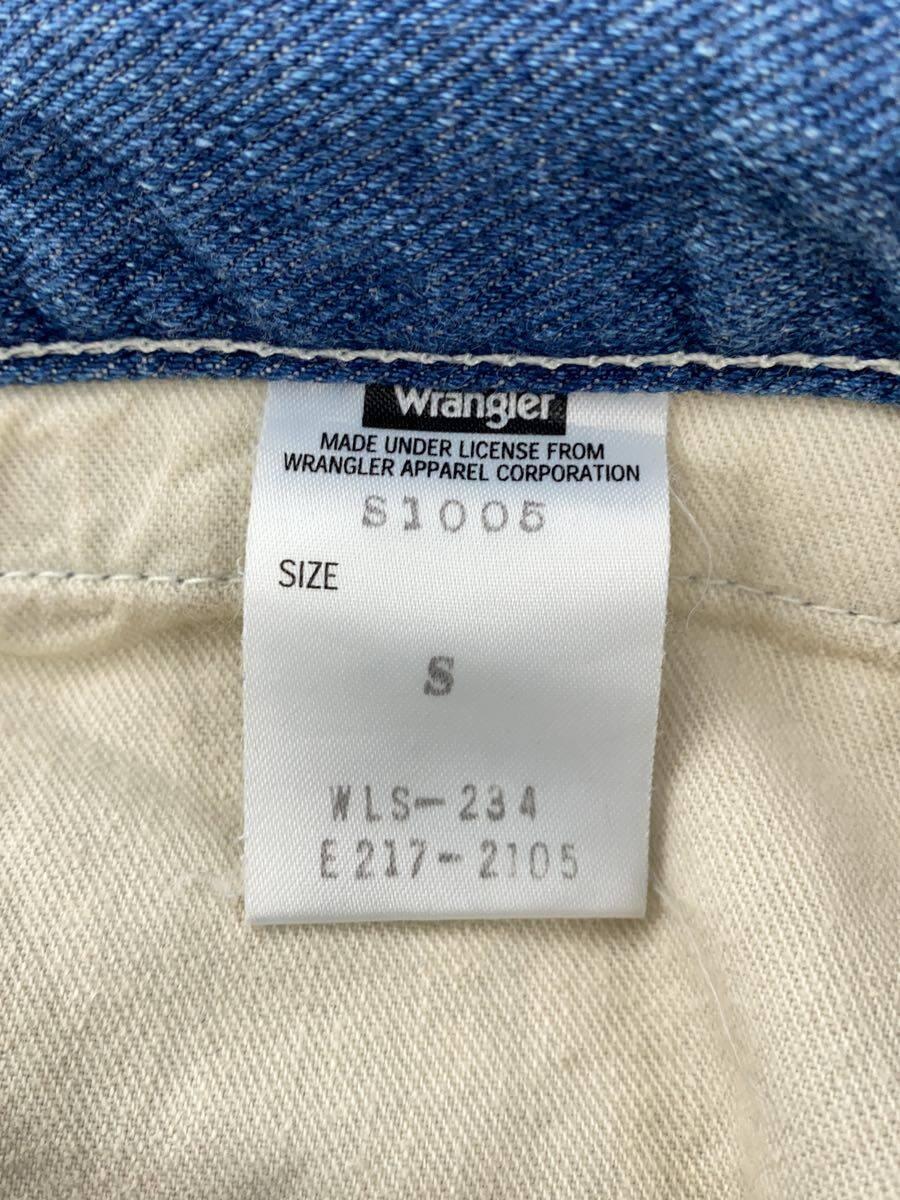 Wrangler
MADE UNDER LICENSE FROM
WRANGLER APPAREL CORPORATION
S1005
SIZE
S
WLS-234
E217-2105